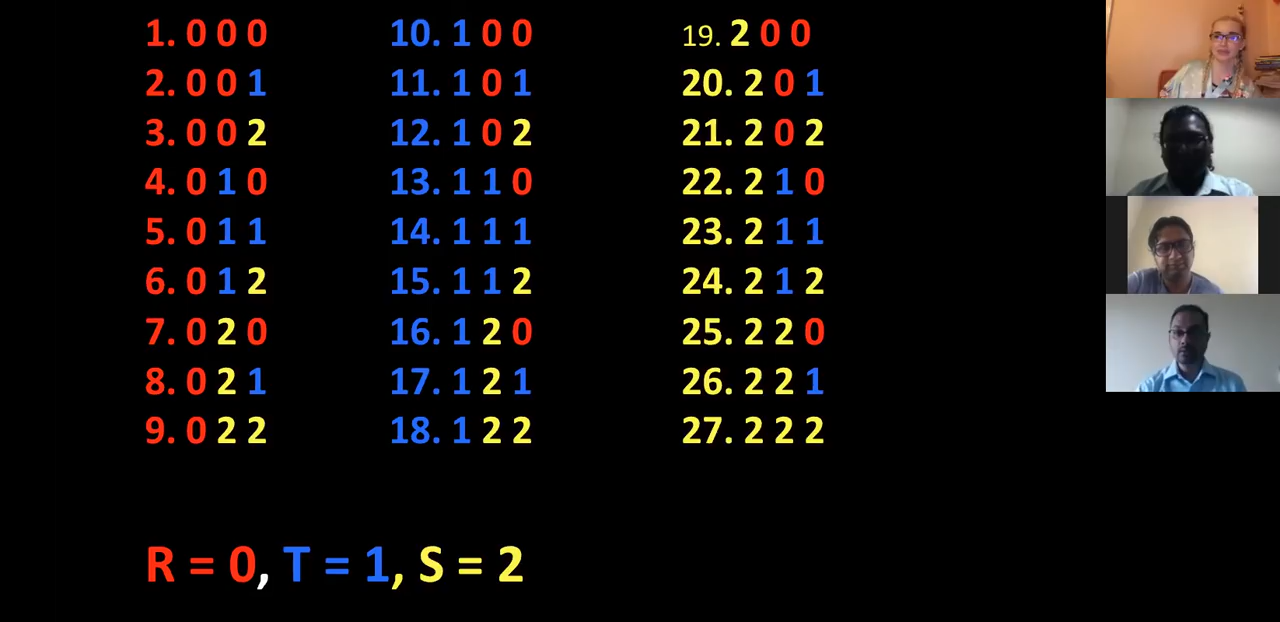 1. 0 0 0
2. 0 0 1
3. 0 0 2
4. 0 1 0
5. 0 1 1
6. 0 1 2
7. 0 2 0
8. 0 2 1
9. 0 2 2
10. 1 0 0
11. 1 0 1
12. 1 0 2
13. 1 1 0
14. 1 1 1
15. 1 1 2
16. 1 2 0
17. 1 2 1
18. 1 2 2
19. 2 0 0
20. 2 0 1
21. 2 0 2
22. 2 1 0
23. 2 1 1
24. 2 1 2
25. 2 2 0
26. 2 2 1
27. 2 2 2
R = 0, T = 1, S = 2